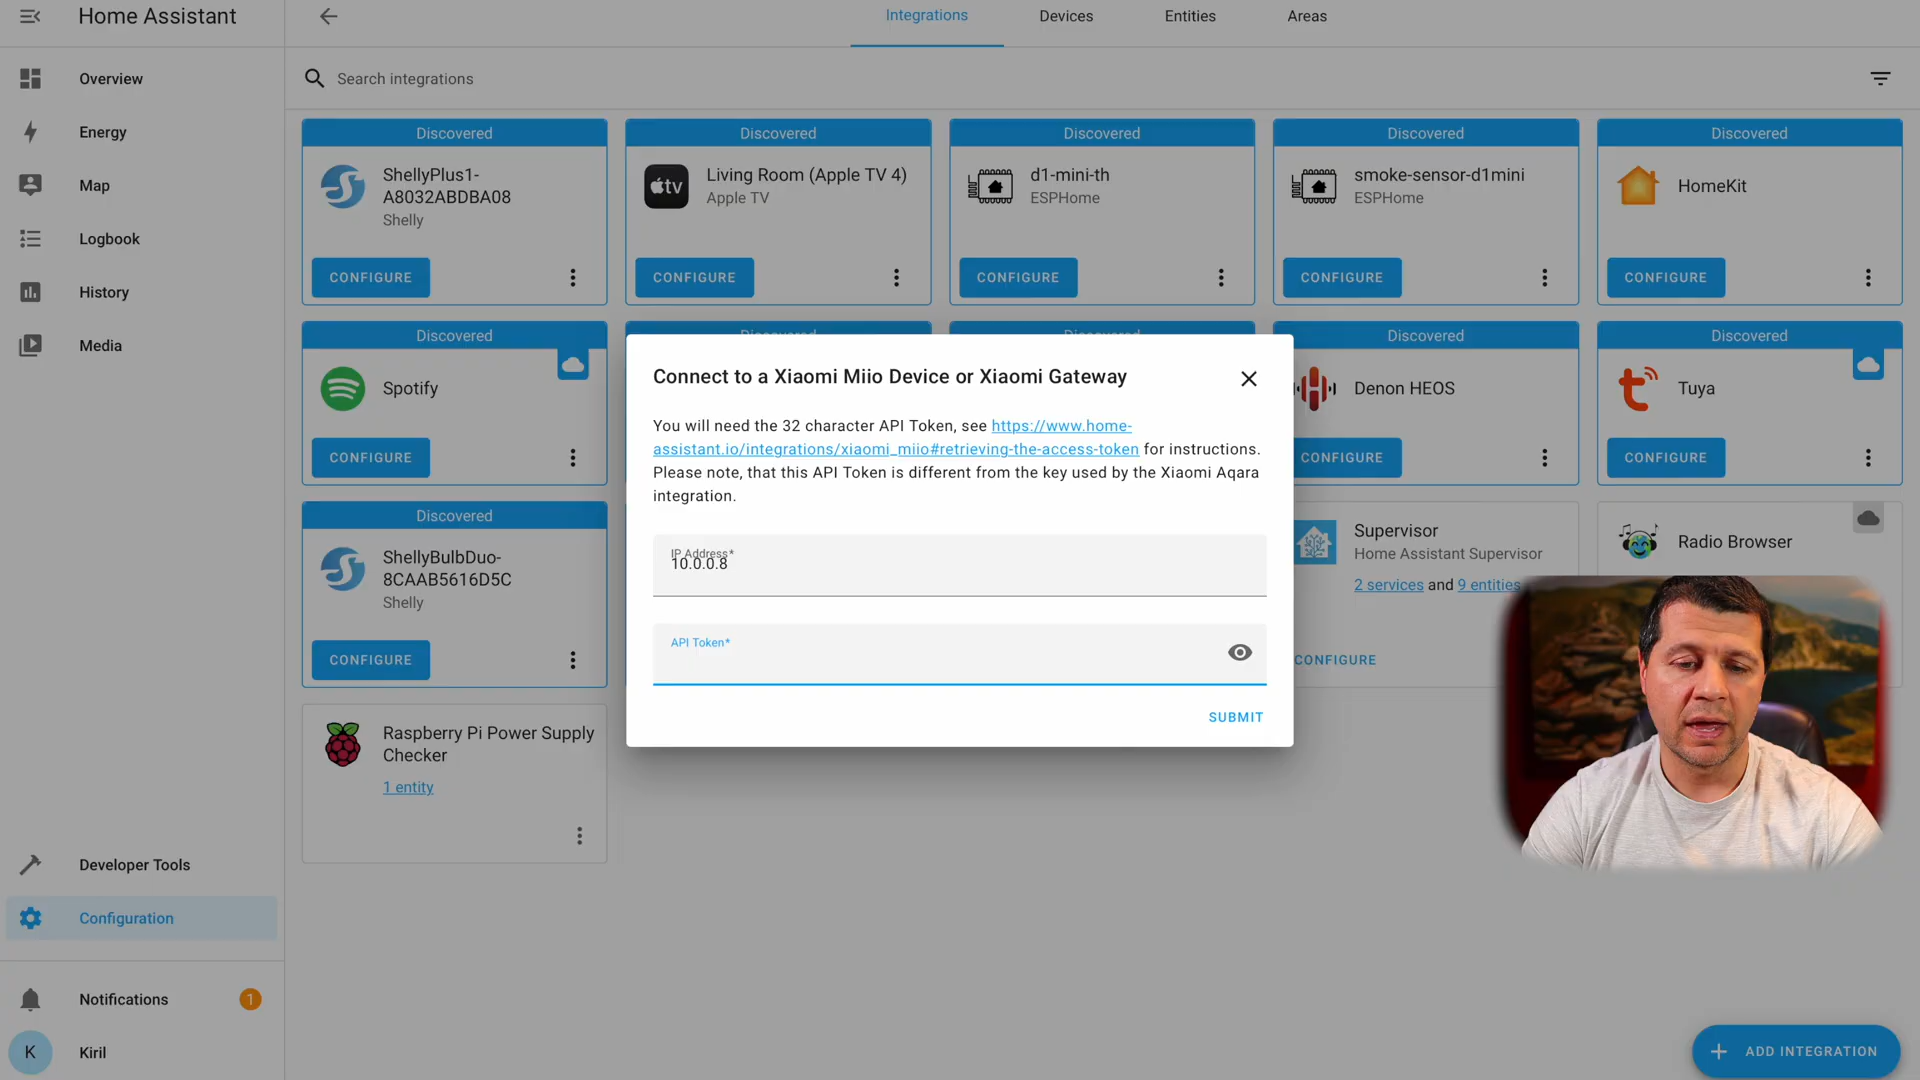 Home Assistant
Integrations
Devices
Entities
Areas
Overview
Energy
Map
Logbook
History
Media
Developer Tools
Configuration
Notifications
1
K
Kiril
Search integrations
Discovered
ShellyPlus1-
A8032ABDBA08
Shelly
CONFIGURE
Discovered
tv
Living Room (Apple TV 4)
Apple TV
CONFIGURE
Discovered
d1-mini-th
ESPHome
CONFIGURE
Discovered
smoke-sensor-d1mini
ESPHome
CONFIGURE
Discovered
HomeKit
CONFIGURE
Discovered
Spotify
CONFIGURE
Discovered
Discovered
Discovered
Denon HEOS
CONFIGURE
Discovered
Tuya
CONFIGURE
Connect to a Xiaomi Miio Device or Xiaomi Gateway
You will need the 32 character API Token, see https://www.home-
assistant.io/integrations/xiaomi_miio#retrieving-the-access-token for instructions.
Please note, that this API Token is different from the key used by the Xiaomi Aqara
integration.
IP Address*
10.0.0.8
API Token*
SUBMIT
Discovered
ShellyBulbDuo-
8CAAB5616D5C
Shelly
CONFIGURE
Supervisor
Home Assistant Supervisor
2 services and 9 entities
CONFIGURE
Radio Browser
Raspberry Pi Power Supply
Checker
1 entity
ADD INTEGRATION